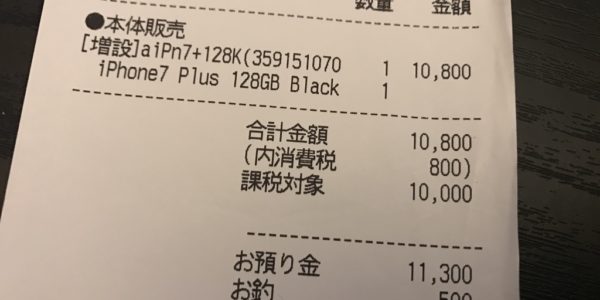 数量 金額
●本体販売
[増設]aiPn7+128K(359151070 1 10,800
iPhone7 Plus 128GB Black 1
合計金額 10,800
(内消費税 800)
課税対象 10,000
お預り金 11,300
お釣 500